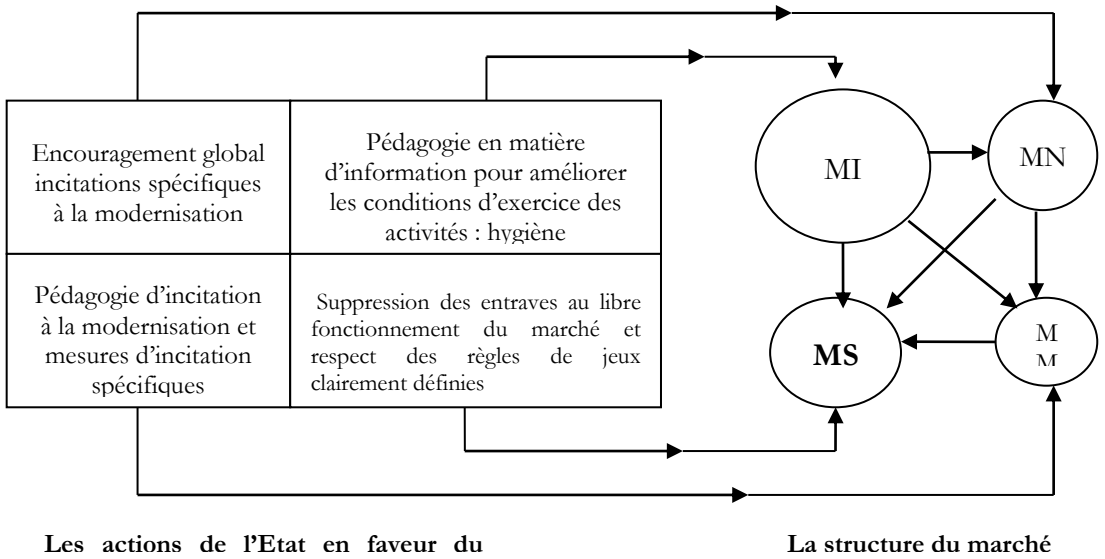 Encouragement global
incitations spécifiques
à la modernisation
Pédagogie en matière
d'information pour améliorer
les conditions d'exercice des
activités : hygiène
Pédagogie d'incitation
à la modernisation et
mesures d'incitation
spécifiques
Suppression des entraves au libre
fonctionnement du marché et
respect des règles de jeux
clairement définies
MI
MN
MS
M
M
Les actions de l'Etat en faveur du
La structure du marché